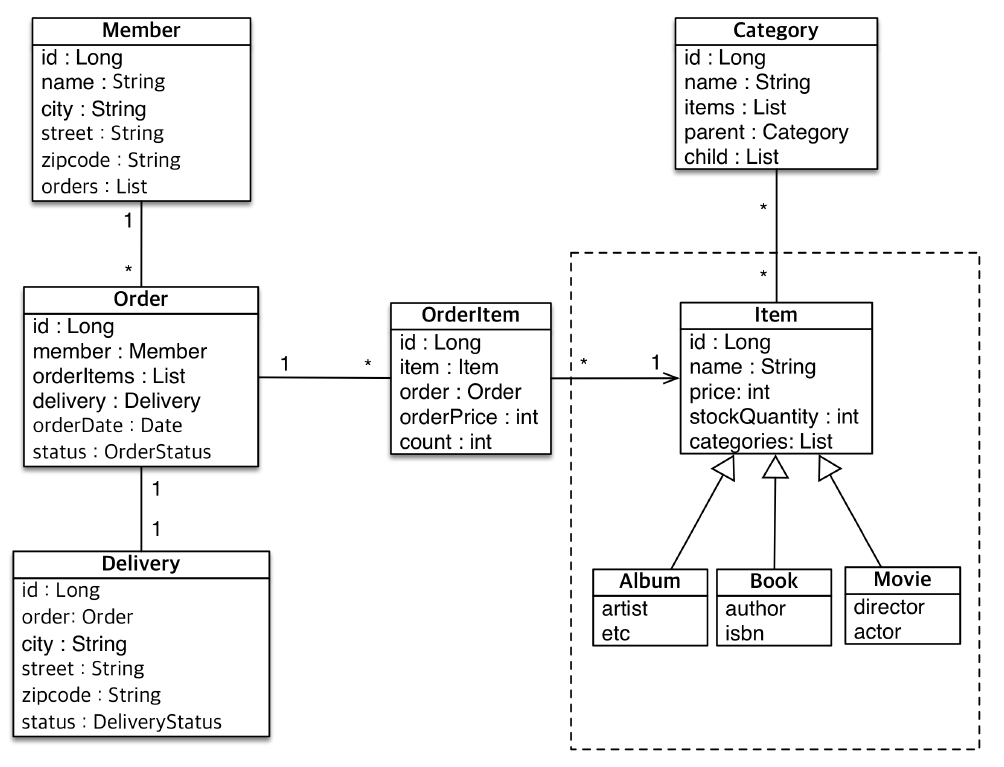 Member
id : Long
name : String
city : String
street : String
zipcode : String
orders : List
1
*
Order
id : Long
member : Member
orderItems : List
delivery : Delivery
orderDate : Date
status : OrderStatus
1
*
1
1
Delivery
id : Long
order: Order
city : String
street : String
zipcode : String
status : DeliveryStatus
OrderItem
id : Long
item : Item
order : Order
orderPrice : int
count : int
*
1
Category
id : Long
name : String
items : List
parent : Category
child : List
*
*
Item
id : Long
name : String
price: int
stockQuantity : int
categories: List
Album
artist
etc
Book
author
isbn
Movie
director
actor